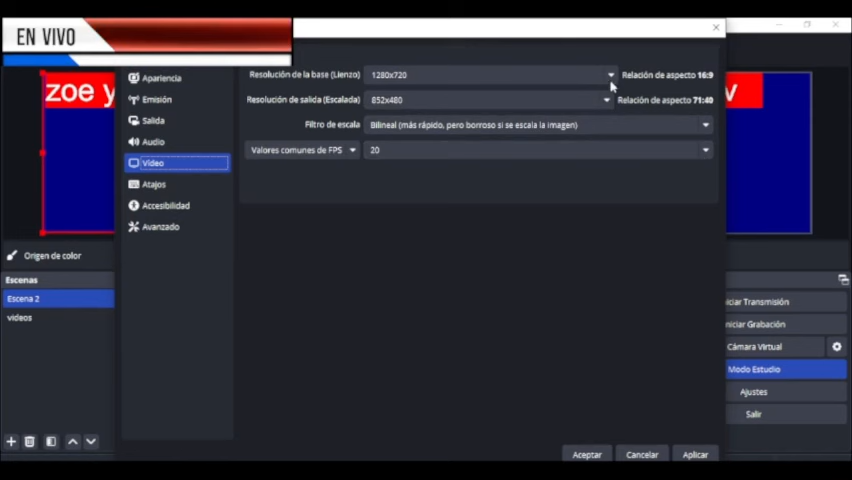 EN VIVO
Apariencia
Emisión
Salida
Audio
Vídeo
Atajos
Accesibilidad
Avanzado
Resolución de la base (Lienzo) 1280x720 Relación de aspecto 16:9
Resolución de salida (Escalada) 852x480 Relación de aspecto 71:40
Filtro de escala Bilineal (más rápido, pero borroso si se escala la imagen)
Valores comunes de FPS 20
zoe y
v
Origen de color
Escenas
Escena 2
videos
iciar Transmisión
niciar Grabación
Cámara Virtual
Modo Estudio
Ajustes
Salir
Aceptar Cancelar Aplicar